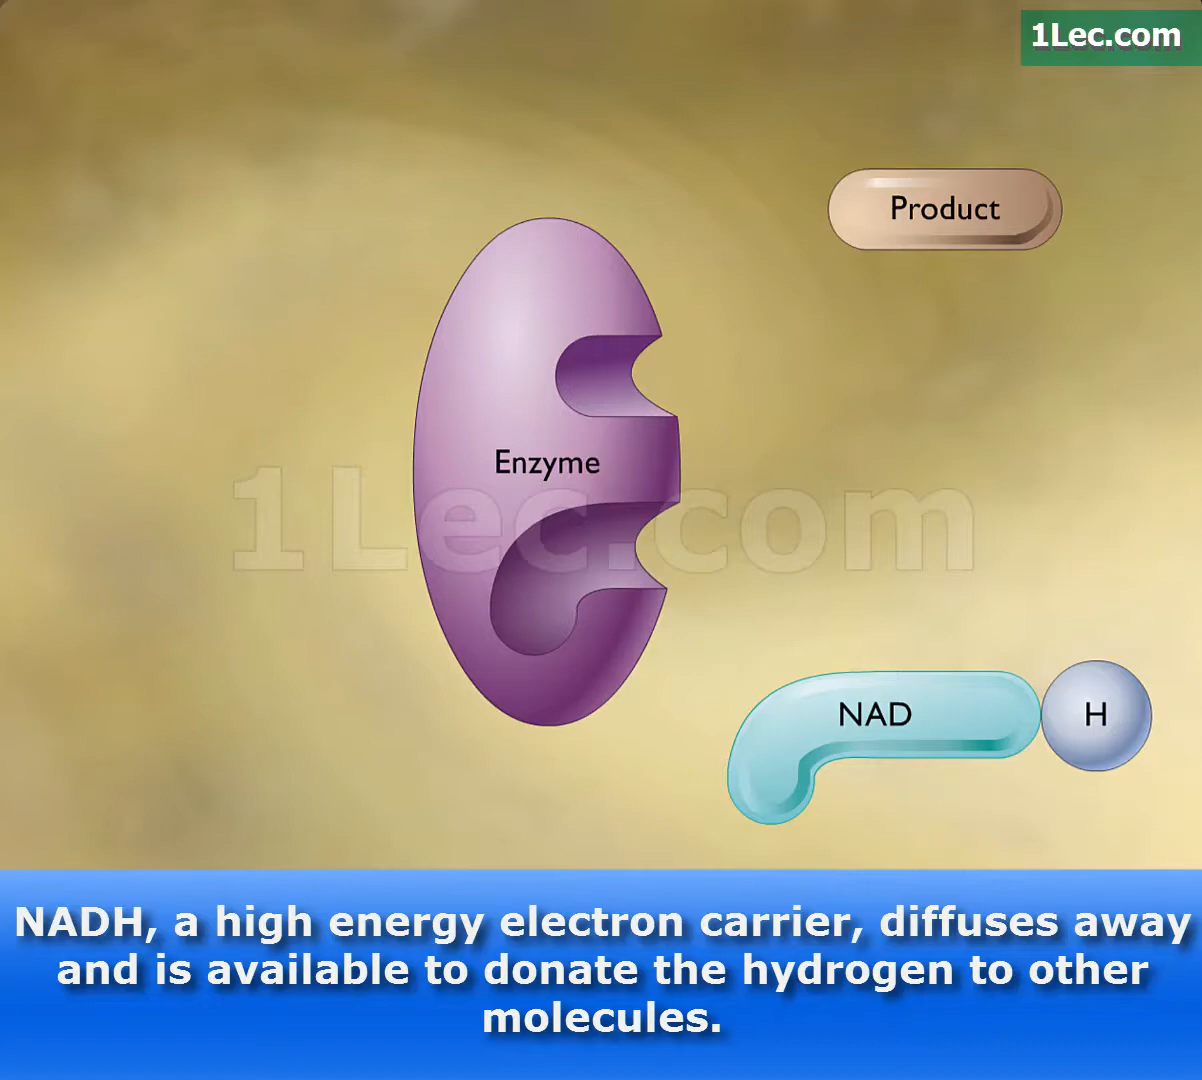 1Lec.com
Product
Enzyme
1Lec.com
NAD
H
NADH, a high energy electron carrier, diffuses away
and is available to donate the hydrogen to other
molecules.